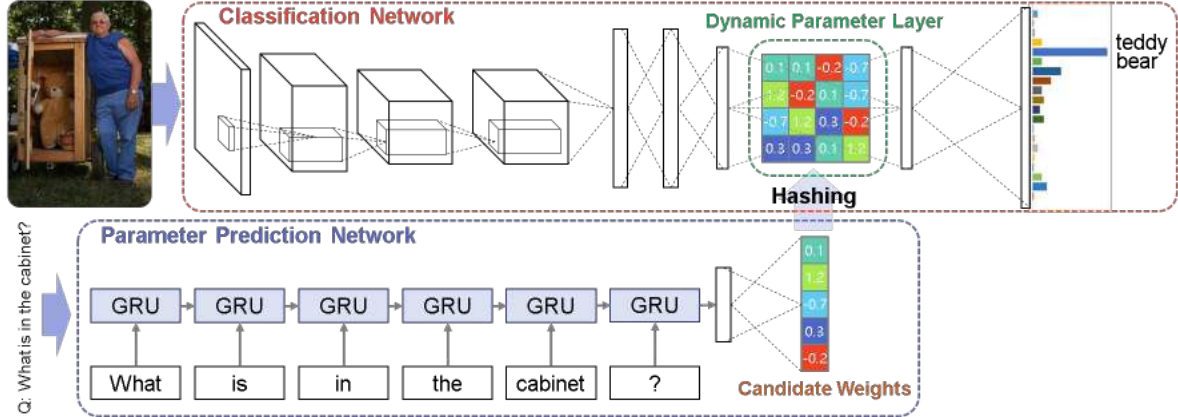 Classification Network
Dynamic Parameter Layer
teddy
bear
0.1 0.1 -0.2 -0.7
1.2 -0.2 0.1 -0.7
-0.7 1.2 0.3 -0.2
0.3 0.3 0.1 1.2
Hashing
Q: What is in the cabinet?
Parameter Prediction Network
0.1
1.2
-0.7
0.3
-0.2
GRU GRU GRU GRU GRU GRU
What is in the cabinet ?
Candidate Weights